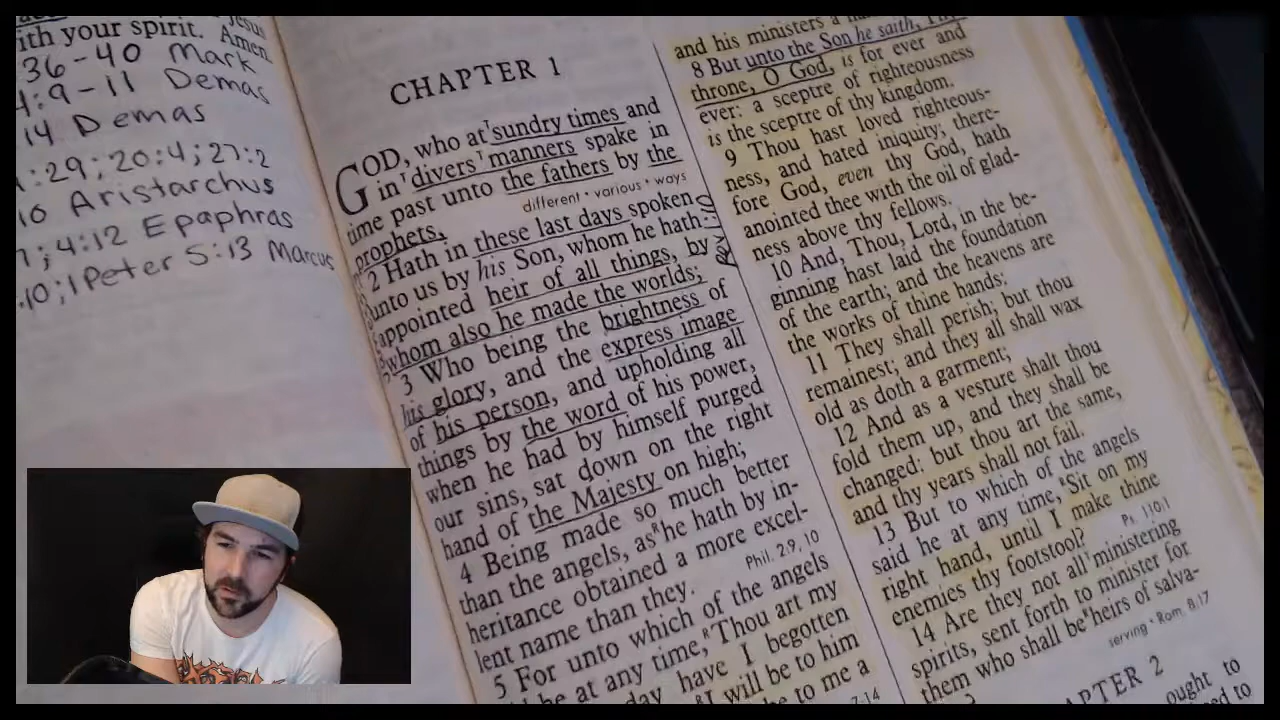 Jesus
ith your spirit. Amen.
36-40 Mark
4:9-11 Demas
14 Demas
:29; 20:4; 27:2
10 Aristarchus
; 4:12 Epaphras
.10; 1 Peter 5:13 Marcus
CHAPTER 1
GOD, who at sundry times and
in divers manners spake in
time past unto the fathers by the
different • various • ways
prophets,
2 Hath in these last days spoken
unto us by his Son, whom he hath
appointed heir of all things, by
whom also he made the worlds;
3 Who being the brightness of
his glory, and the express image
of his person, and upholding all
things by the word of his power,
when he had by himself purged
our sins, sat down on the right
hand of the Majesty on high;
4 Being made so much better
than the angels, as he hath by in-
heritance obtained a more excel-
lent name than they.
Phil. 2:9, 10
5 For unto which of the angels
he at any time, Thou art my
day have I begotten
I will be to him
be to me a
7:14
and his ministers a
8 But unto the Son he saith,
throne, O God, is for ever and
ever: a sceptre of righteousness
is the sceptre of thy kingdom.
9 Thou hast loved righteous-
ness, and hated iniquity; there-
fore God, even thy God, hath
anointed thee with the oil of glad-
ness above thy fellows.
10 And, Thou, Lord, in the be-
ginning hast laid the foundation
of the earth; and the heavens are
the works of thine hands:
11 They shall perish; but thou
remainest; and they all shall wax
old as doth a garment;
12 And as a vesture shalt thou
fold them up, and they shall be
changed: but thou art the same,
and thy years shall not fail.
13 But to which of the angels
said he at any time, Sit on my
right hand, until I make thine
enemies thy footstool?
Ps. 110:1
14 Are they not all ministering
spirits, sent forth to minister for
them who shall be heirs of salva-
serving • Rom. 8:17
APTER 2
ought to